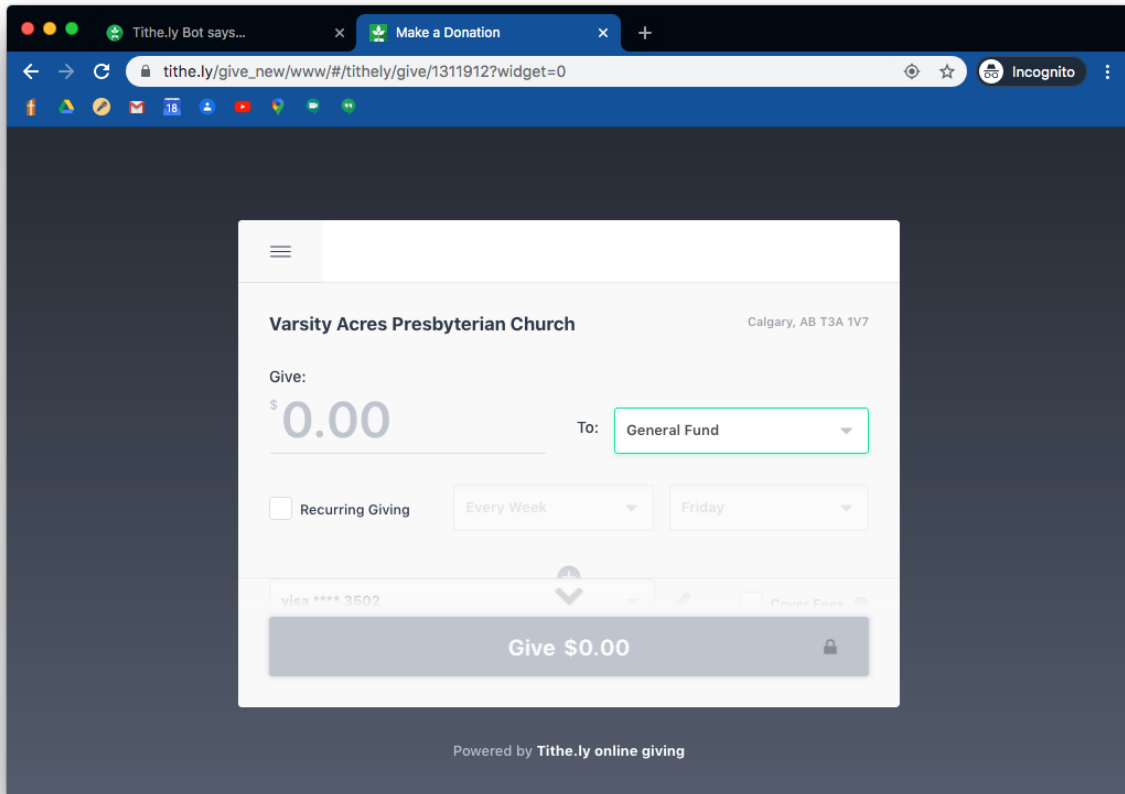 Tithe.ly Bot says...
Make a Donation
tithe.ly/give_new/www/#/tithely/give/1311912?widget=0
Incognito
18
Varsity Acres Presbyterian Church
Calgary, AB T3A 1V7
Give:
$0.00
To:
General Fund
Recurring Giving
Every Week
Friday
visa **** 3502
Cover Fees
Give $0.00
Powered by Tithe.ly online giving